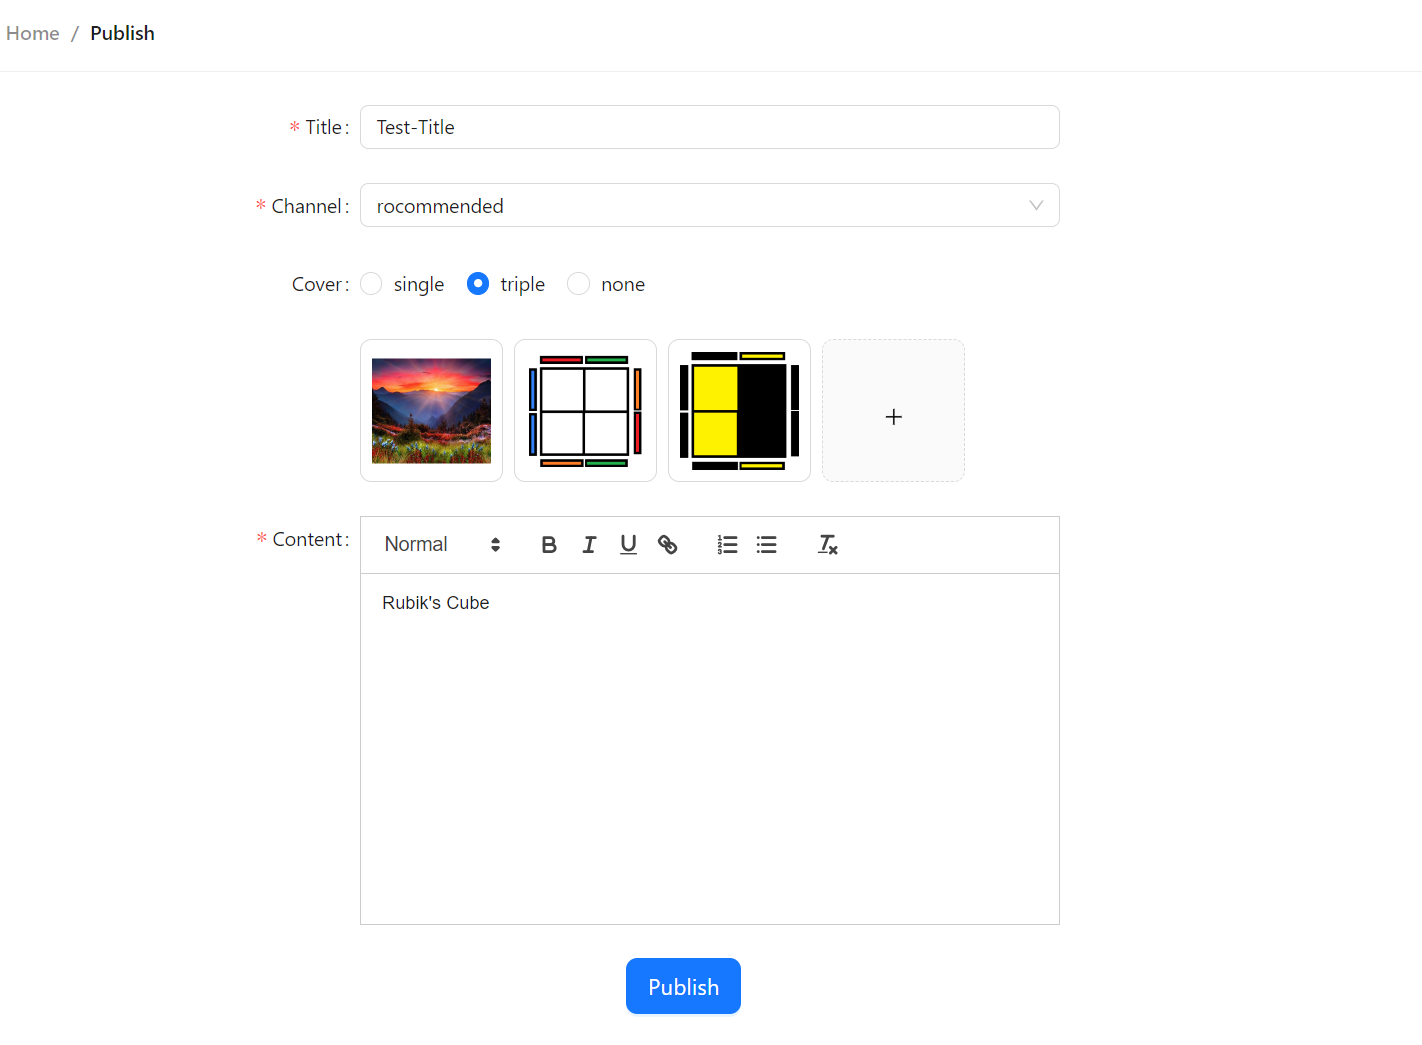 Home / Publish
* Title: Test-Title
* Channel: rocommended
Cover: single triple none
* Content: Normal
Rubik's Cube
Publish